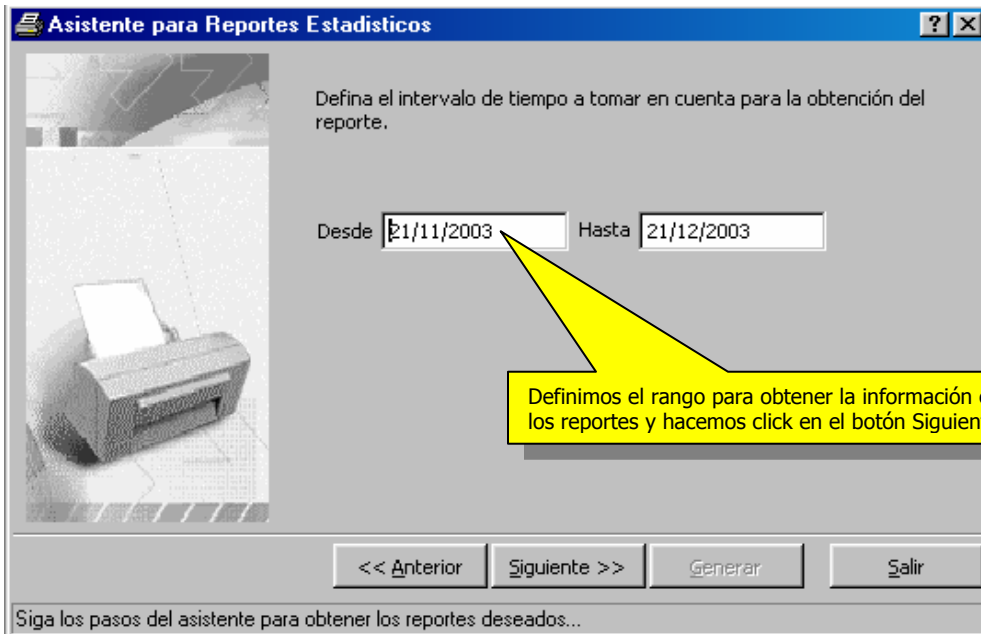 Asistente para Reportes Estadisticos
Defina el intervalo de tiempo a tomar en cuenta para la obtención del
reporte.
Desde 21/11/2003 Hasta 21/12/2003
Definimos el rango para obtener la información
los reportes y hacemos click en el botón
<< Anterior Siguiente >> Generar Salir
Siga los pasos del asistente para obtener los reportes deseados...